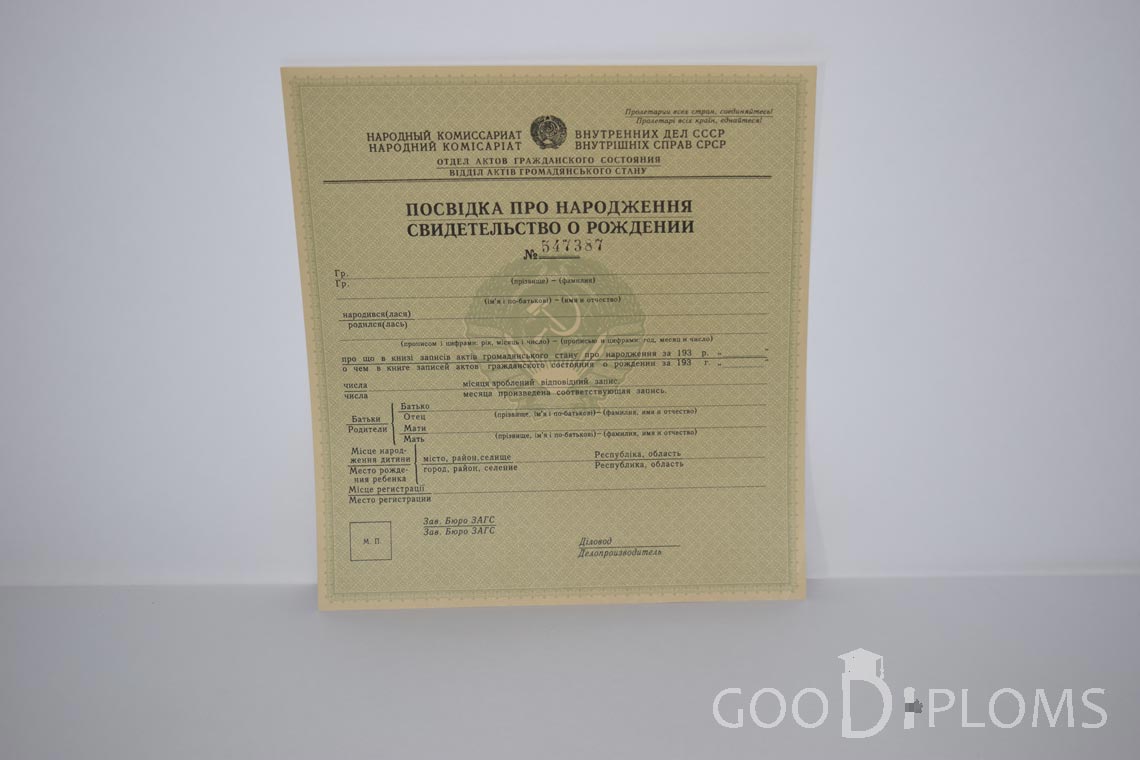 Пролетарии всех стран, соединяйтесь!
Пролетарі всіх країн, єднайтеся!
НАРОДНЫЙ КОМИССАРИАТ ВНУТРЕННИХ ДЕЛ СССР
НАРОДНИЙ КОМІСАРІАТ ВНУТРІШНІХ СПРАВ СРСР
ОТДЕЛ АКТОВ ГРАЖДАНСКОГО СОСТОЯНИЯ
ВІДДІЛ АКТІВ ГРОМАДЯНСЬКОГО СТАНУ
ПОСВІДКА ПРО НАРОДЖЕННЯ
СВИДЕТЕЛЬСТВО О РОЖДЕНИИ
№ 547387
Гр.
Гр.
(прізвище) — (фамилия)
(ім'я і по-батькові) — (имя и отчество)
народився(лася)
родился(лась)
(прописом і цифрами: рік, місяць і число) — (прописью и цифрами: год, месяц и число)
про що в книзі записів актів громадянського стану про народження за 193 р. „ "
о чем в книге записей актов гражданского состояния о рождении за 193 г. „ "
числа місяця зроблений відповідний запис.
числа месяца произведена соответствующая запись.
Батьки Батько
Родители Отец
(прізвище, ім'я і по-батькові) — (фамилия, имя и отчество)
Мати
Мать
(прізвище, ім'я і по-батькові) — (фамилия, имя и отчество)
Місце народ-
ження дитини місто, район, селище Республіка, область
Место рожде- город, район, селение Республика, область
ния ребенка
Місце регистрації
Место регистрации
Зав. Бюро ЗАГС
Зав. Бюро ЗАГС
М. П.
Діловод
Делопроизводитель
GOODiPLOMS